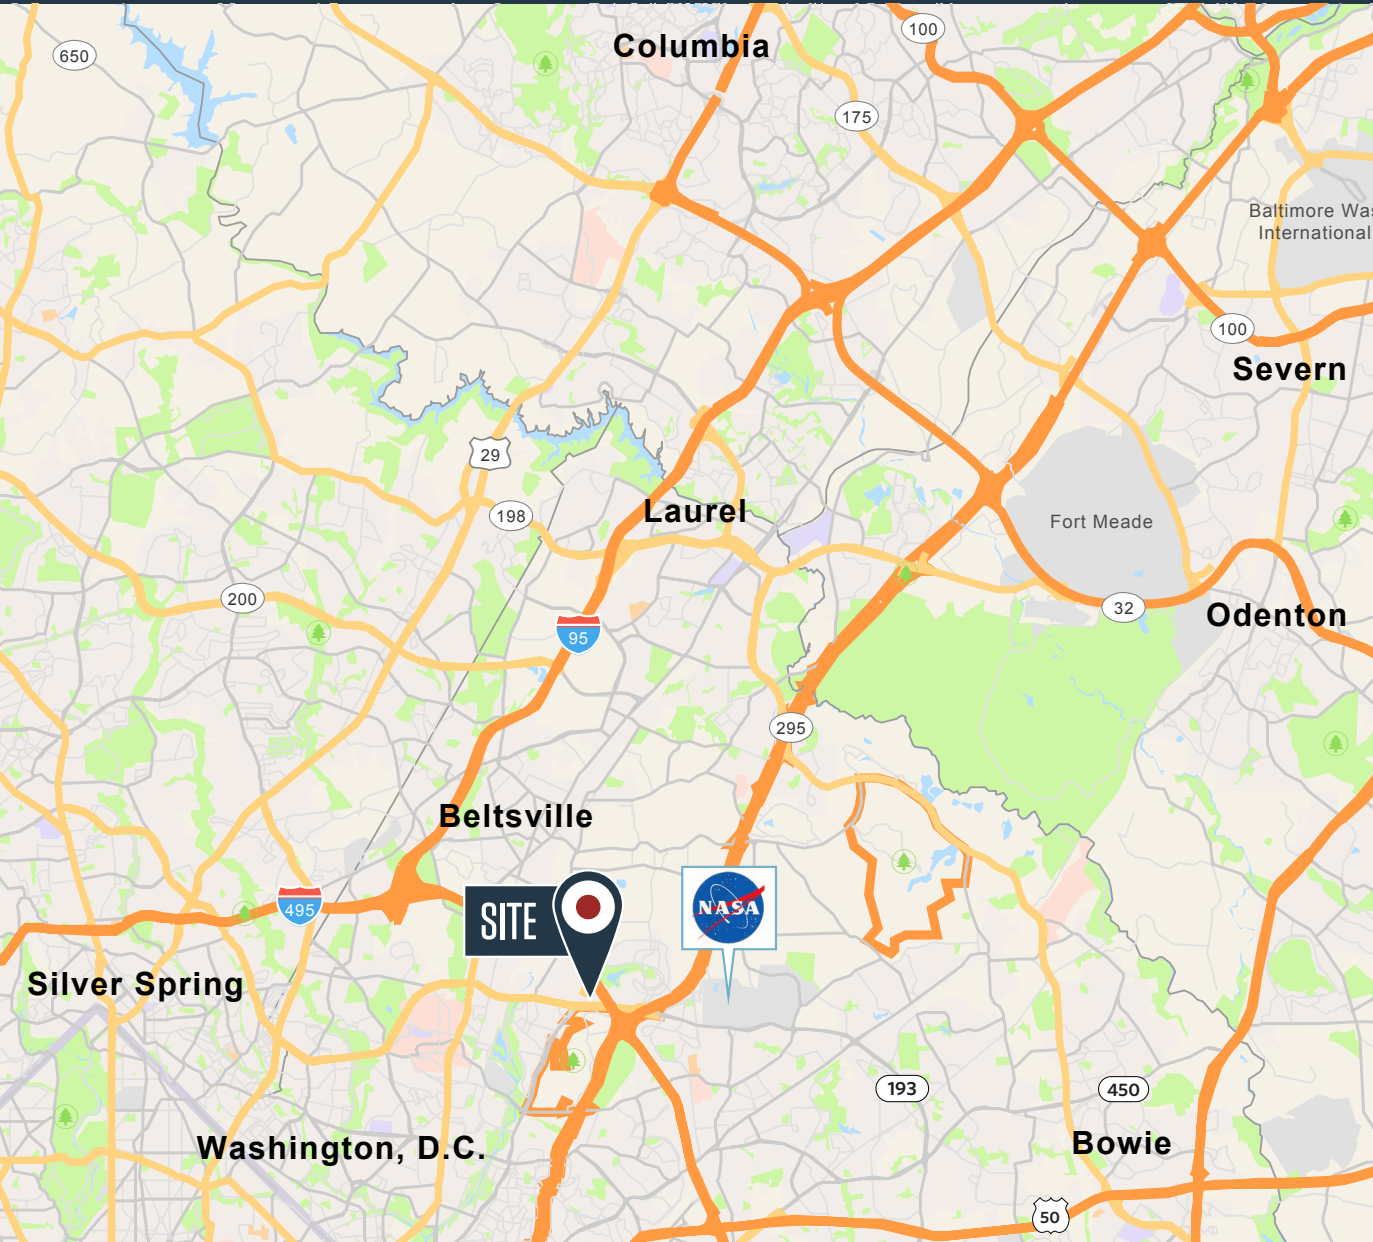 Columbia
100
650
175
Baltimore Was
International
100
Severn
29
Laurel
198
Fort Meade
200
32
Odenton
95
295
Beltsville
495
SITE
NASA
Silver Spring
193
450
Washington, D.C.
Bowie
50